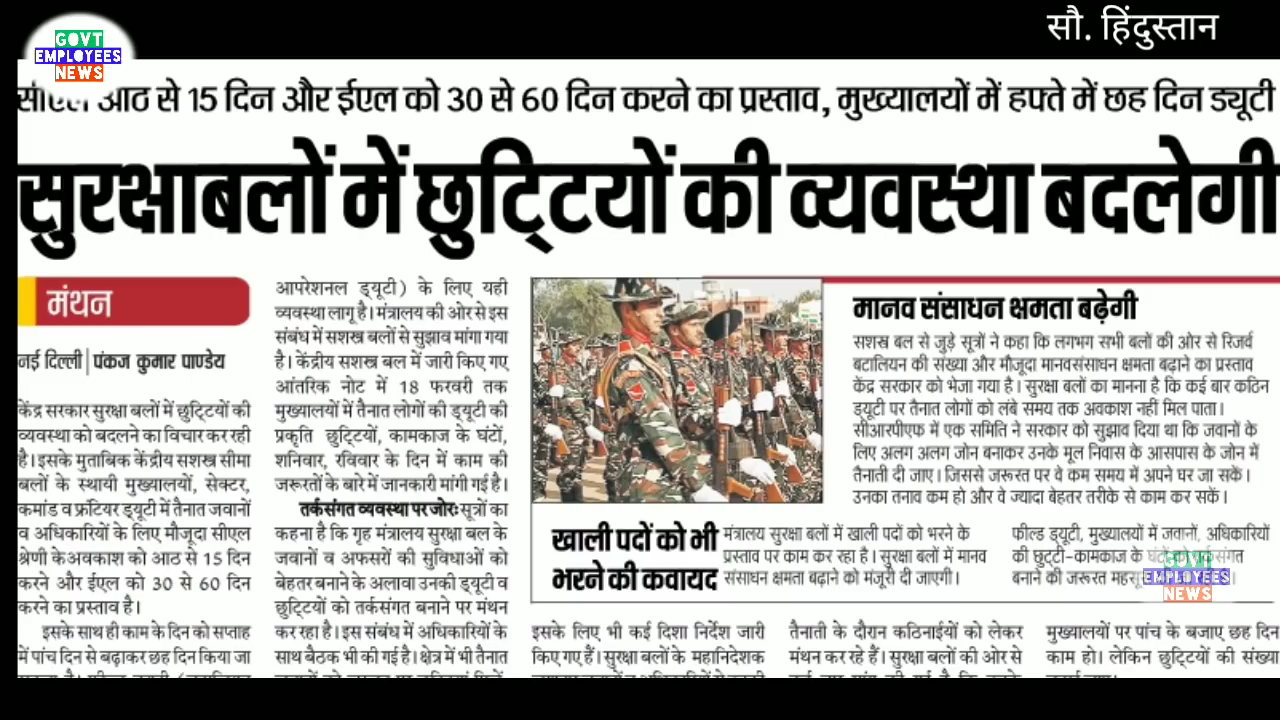 सौ. हिंदुस्तान
GOVT
EMPLOYEES
NEWS
सीएल आठ से 15 दिन और ईएल को 30 से 60 दिन करने का प्रस्ताव, मुख्यालयों में हफ्ते में छह दिन ड्यूटी
सुरक्षाबलों में छुट्टियों की व्यवस्था बदलेगी
मंथन
नई दिल्ली | पंकज कुमार पाण्डेय
केंद्र सरकार सुरक्षा बलों में छुट्टियों की
व्यवस्था को बदलने का विचार कर रही
है। इसके मुताबिक केंद्रीय सशस्त्र सीमा
बलों के स्थायी मुख्यालयों, सेक्टर,
कमांड व फ्रंटियर ड्यूटी में तैनात जवानों
व अधिकारियों के लिए मौजूदा सीएल
श्रेणी के अवकाश को आठ से 15 दिन
करने और ईएल को 30 से 60 दिन
करने का प्रस्ताव है।
इसके साथ ही काम के दिन को सप्ताह
में पांच दिन से बढ़ाकर छह दिन किया जा
आपरेशनल ड्यूटी) के लिए यही
व्यवस्था लागू है। मंत्रालय की ओर से इस
संबंध में सशस्त्र बलों से सुझाव मांगा गया
है। केंद्रीय सशस्त्र बल में जारी किए गए
आंतरिक नोट में 18 फरवरी तक
मुख्यालयों में तैनात लोगों की ड्यूटी की
प्रकृति छुट्टियों, कामकाज के घंटों,
शनिवार, रविवार के दिन में काम की
जरूरतों के बारे में जानकारी मांगी गई है।
तर्कसंगत व्यवस्था पर जोरः सूत्रों का
कहना है कि गृह मंत्रालय सुरक्षा बल के
जवानों व अफसरों की सुविधाओं को
बेहतर बनाने के अलावा उनकी ड्यूटी व
छुट्टियों को तर्कसंगत बनाने पर मंथन
कर रहा है। इस संबंध में अधिकारियों के
साथ बैठक भी की गई है। क्षेत्र में भी तैनात
मानव संसाधन क्षमता बढ़ेगी
सशस्त्र बल से जुड़े सूत्रों ने कहा कि लगभग सभी बलों की ओर से रिजर्व
बटालियन की संख्या और मौजूदा मानवसंसाधन क्षमता बढ़ाने का प्रस्ताव
केंद्र सरकार को भेजा गया है। सुरक्षा बलों का मानना है कि कई बार कठिन
ड्यूटी पर तैनात लोगों को लंबे समय तक अवकाश नहीं मिल पाता।
सीआरपीएफ में एक समिति ने सरकार को सुझाव दिया था कि जवानों के
लिए अलग अलग जोन बनाकर उनके मूल निवास के आसपास के जोन में
तैनाती दी जाए। जिससे जरूरत पर वे कम समय में अपने घर जा सकें।
उनका तनाव कम हो और वे ज्यादा बेहतर तरीके से काम कर सकें।
खाली पदों को भी
भरने की कवायद
मंत्रालय सुरक्षा बलों में खाली पदों को भरने के
प्रस्ताव पर काम कर रहा है। सुरक्षा बलों में मानव
संसाधन क्षमता बढ़ाने को मंजूरी दी जाएगी।
फील्ड ड्यूटी, मुख्यालयों में जवानों, अधिकारियों
की छुट्टी-कामकाज के
बनाने की जरूरत
GOVT
EMPLOYEES
NEWS
इसके लिए भी कई दिशा निर्देश जारी
किए गए हैं। सुरक्षा बलों के महानिदेशक
तैनाती के दौरान कठिनाईयों को लेकर
मंथन कर रहे हैं। सुरक्षा बलों की ओर से
मुख्यालयों पर पांच के बजाए छह दिन
काम हो। लेकिन छुट्टियों की संख्या